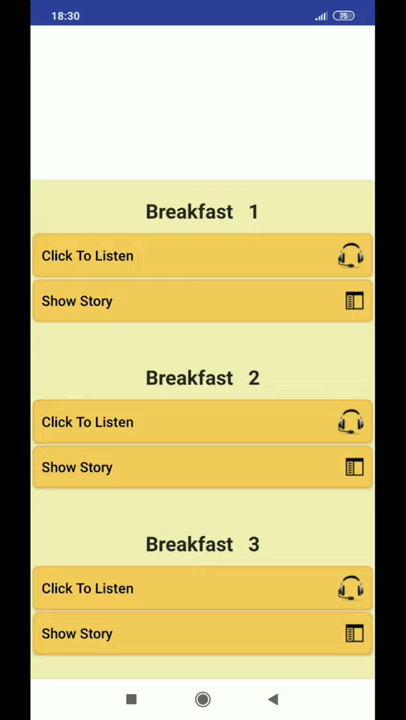 18:30
75
Breakfast 1
Click To Listen
Show Story
Breakfast 2
Click To Listen
Show Story
Breakfast 3
Click To Listen
Show Story